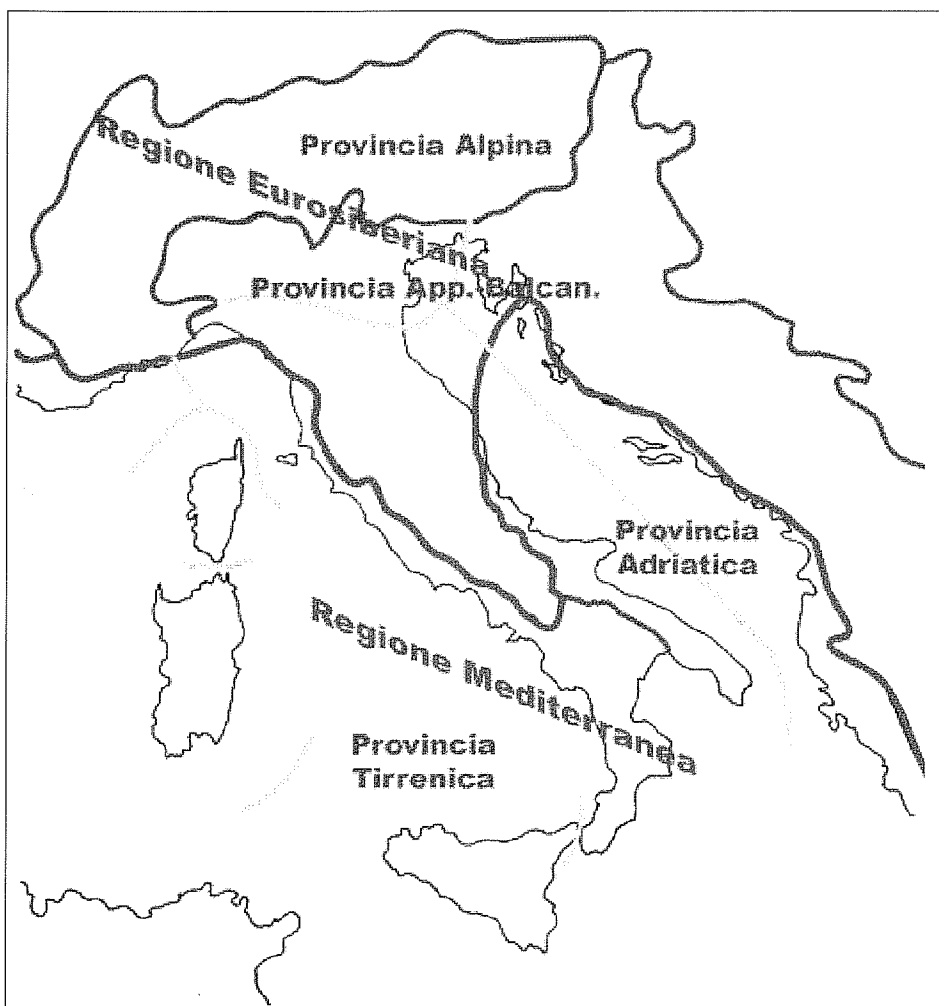 Provincia Alpina
Regione Eurosiberiana
Provincia App. Balcan.
Provincia
Adriatica
Regione Mediterranea
Provincia
Tirrenica